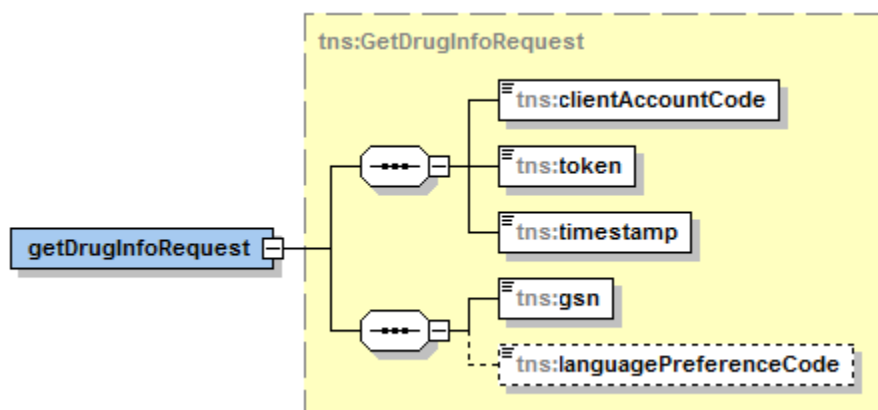 tns:GetDrugInfoRequest
tns:clientAccountCode
tns:token
tns:timestamp
getDrugInfoRequest
tns:gsn
tns:languagePreferenceCode